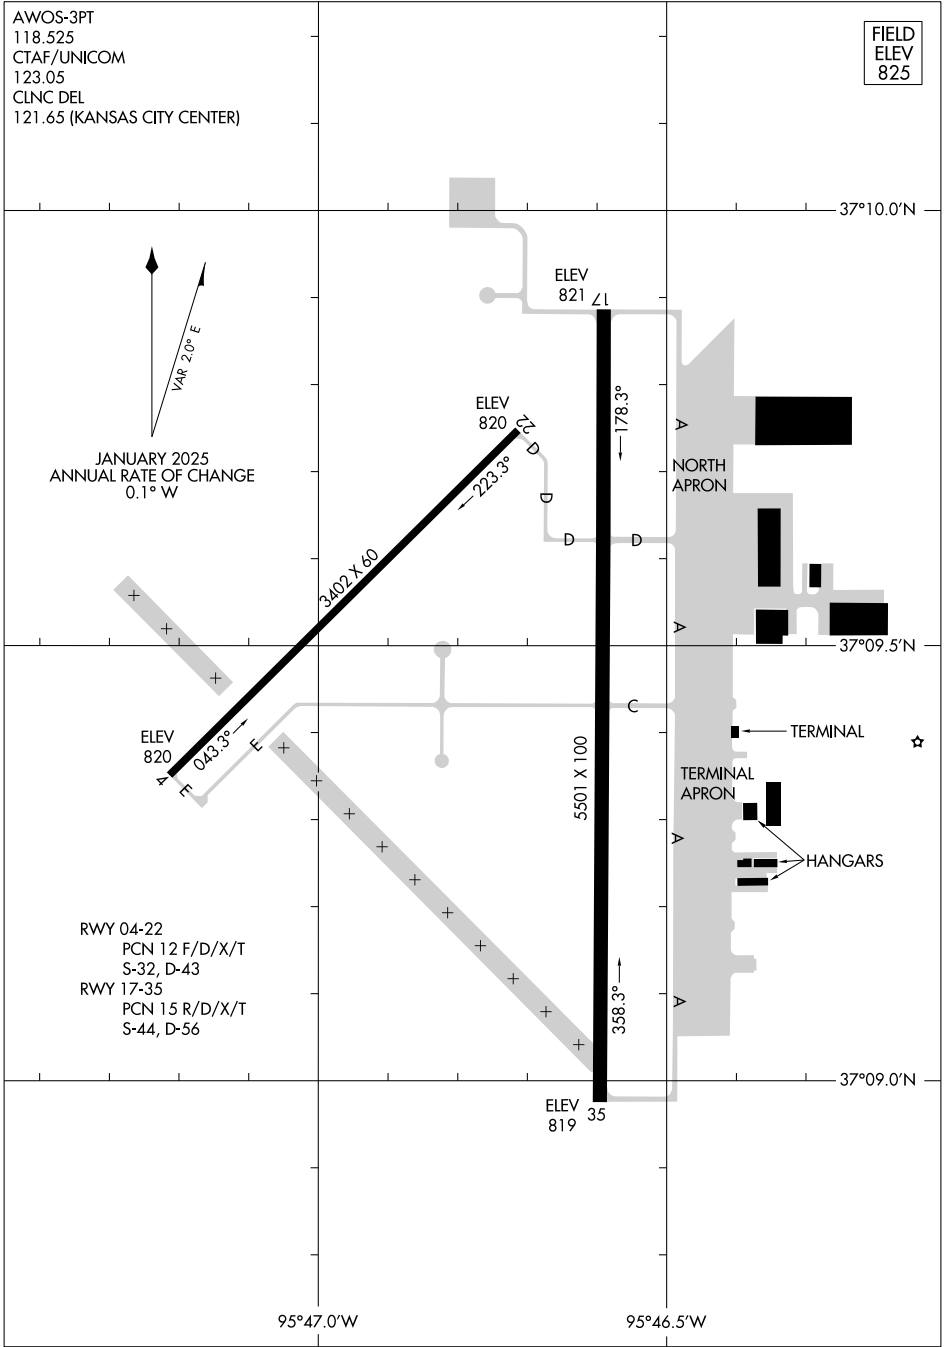 AWOS-3PT
118.525
CTAF/UNICOM
123.05
CLNC DEL
121.65 (KANSAS CITY CENTER)
FIELD
ELEV
825
37°10.0'N
VAR 2.0° E
JANUARY 2025
ANNUAL RATE OF CHANGE
0.1° W
ELEV
821
17
178.3°
ELEV
820
22
223.3°
D
D
D
D
A
NORTH
APRON
3402 X 60
A
37°09.5'N
C
E
043.3°
ELEV
820
4
E
5501 X 100
TERMINAL
TERMINAL
APRON
A
HANGARS
RWY 04-22
PCN 12 F/D/X/T
S-32, D-43
RWY 17-35
PCN 15 R/D/X/T
S-44, D-56
358.3°
A
37°09.0'N
ELEV
819
35
95°47.0'W
95°46.5'W